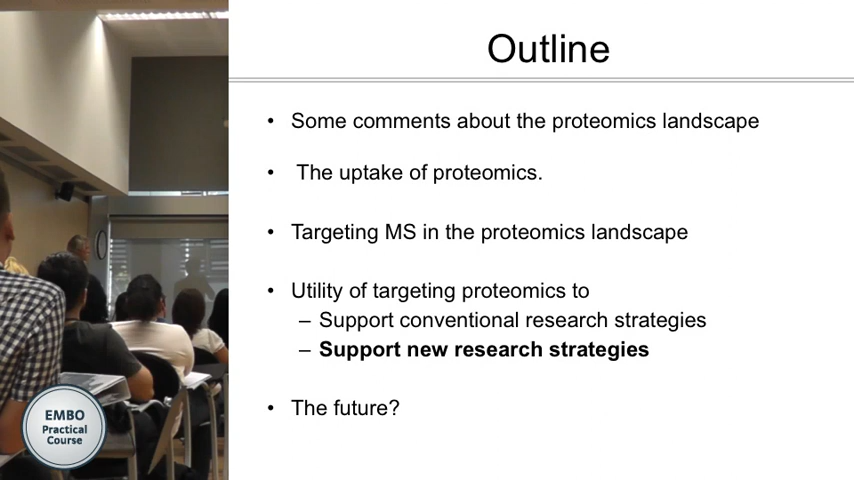 Outline
• Some comments about the proteomics landscape
• The uptake of proteomics.
• Targeting MS in the proteomics landscape
• Utility of targeting proteomics to
– Support conventional research strategies
– Support new research strategies
• The future?
EMBO
Practical
Course